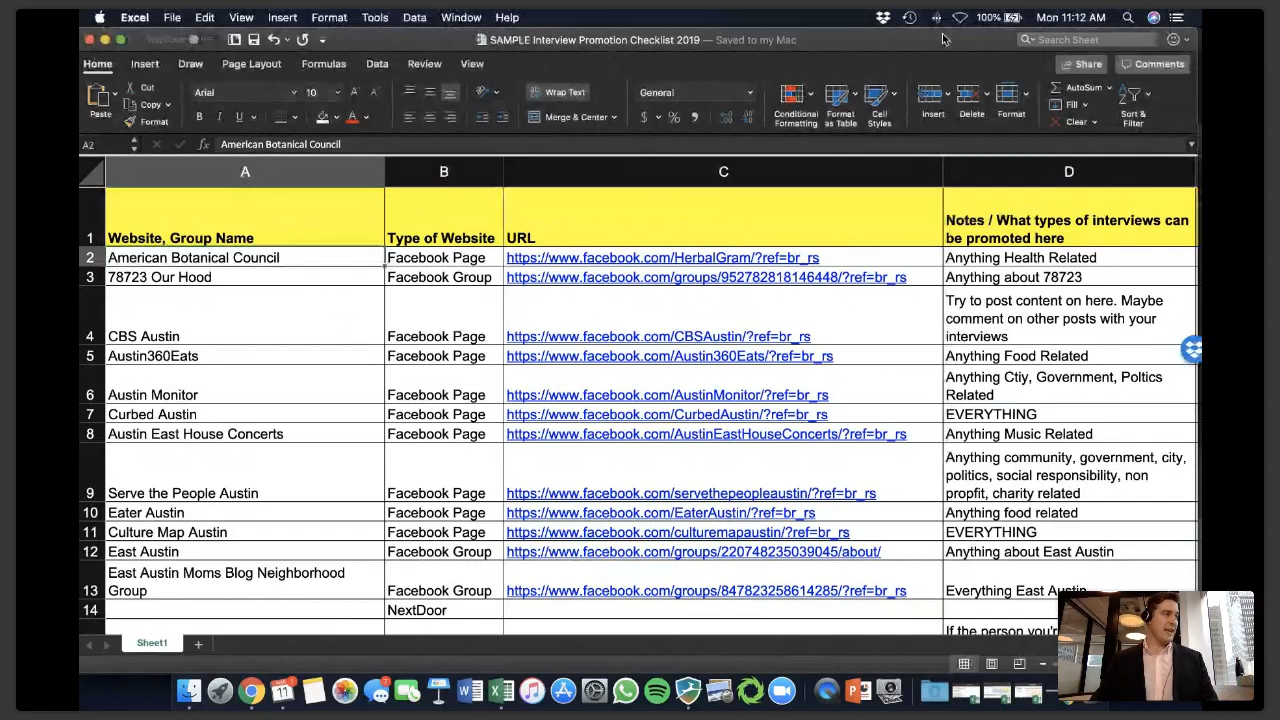 Excel File Edit View Insert Format Tools Data Window Help 100% Mon 11:12 AM
SAMPLE Interview Promotion Checklist 2019 — Saved to my Mac Search Sheet
Home Insert Draw Page Layout Formulas Data Review View Share Comments
Paste Cut Copy Format
Arial 10 Wrap Text General
B I U Merge & Center $ %
Conditional Formatting Format as Table Cell Styles Insert Delete Format
AutoSum Fill Clear Sort & Filter
A2 fx American Botanical Council
A B C D
1 Website, Group Name Type of Website URL Notes / What types of interviews can
be promoted here
2 American Botanical Council Facebook Page https://www.facebook.com/HerbalGram/?ref=br_rs Anything Health Related
3 78723 Our Hood Facebook Group https://www.facebook.com/groups/952782818146448/?ref=br_rs Anything about 78723
Try to post content on here. Maybe
comment on other posts with your
4 CBS Austin Facebook Page https://www.facebook.com/CBSAustin/?ref=br_rs interviews
5 Austin360Eats Facebook Page https://www.facebook.com/Austin360Eats/?ref=br_rs Anything Food Related
Anything Ctiy, Government, Poltics
6 Austin Monitor Facebook Page https://www.facebook.com/AustinMonitor/?ref=br_rs Related
7 Curbed Austin Facebook Page https://www.facebook.com/CurbedAustin/?ref=br_rs EVERYTHING
8 Austin East House Concerts Facebook Page https://www.facebook.com/AustinEastHouseConcerts/?ref=br_rs Anything Music Related
Anything community, government, city,
politics, social responsibility, non
9 Serve the People Austin Facebook Page https://www.facebook.com/servethepeopleaustin/?ref=br_rs propfit, charity related
10 Eater Austin Facebook Page https://www.facebook.com/EaterAustin/?ref=br_rs Anything food related
11 Culture Map Austin Facebook Page https://www.facebook.com/culturemapaustin/?ref=br_rs EVERYTHING
12 East Austin Facebook Group https://www.facebook.com/groups/220748235039045/about/ Anything about East Austin
East Austin Moms Blog Neighborhood
13 Group Facebook Group https://www.facebook.com/groups/847823258614285/?ref=br_rs Everything East Austin
14 NextDoor
If the person you're
Sheet1